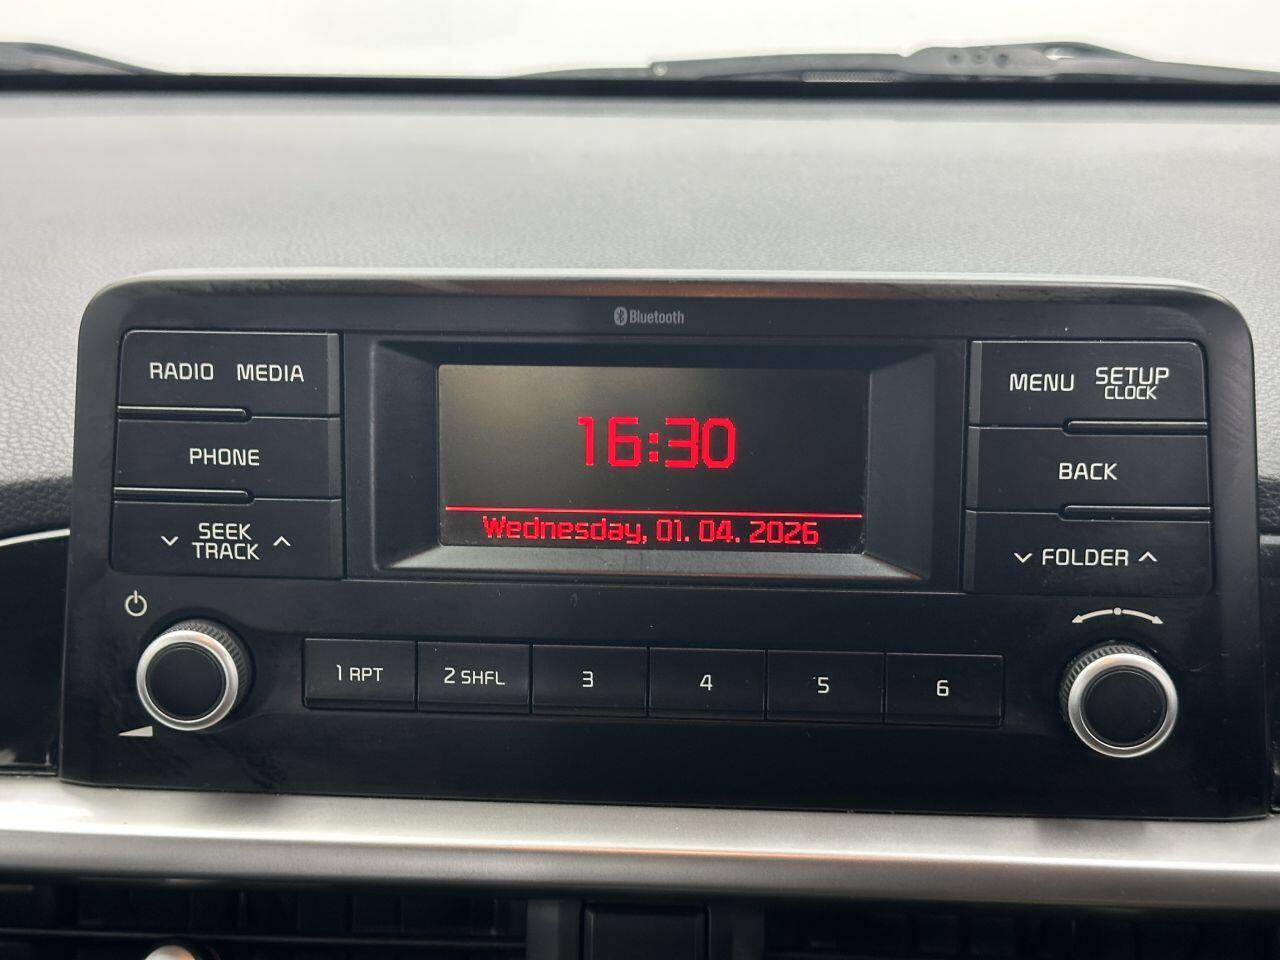 Bluetooth
RADIO MEDIA
PHONE
SEEK
TRACK
16:30
Wednesday, 01. 04. 2026
MENU SETUP
CLOCK
BACK
FOLDER
1 RPT 2 SHFL 3 4 5 6